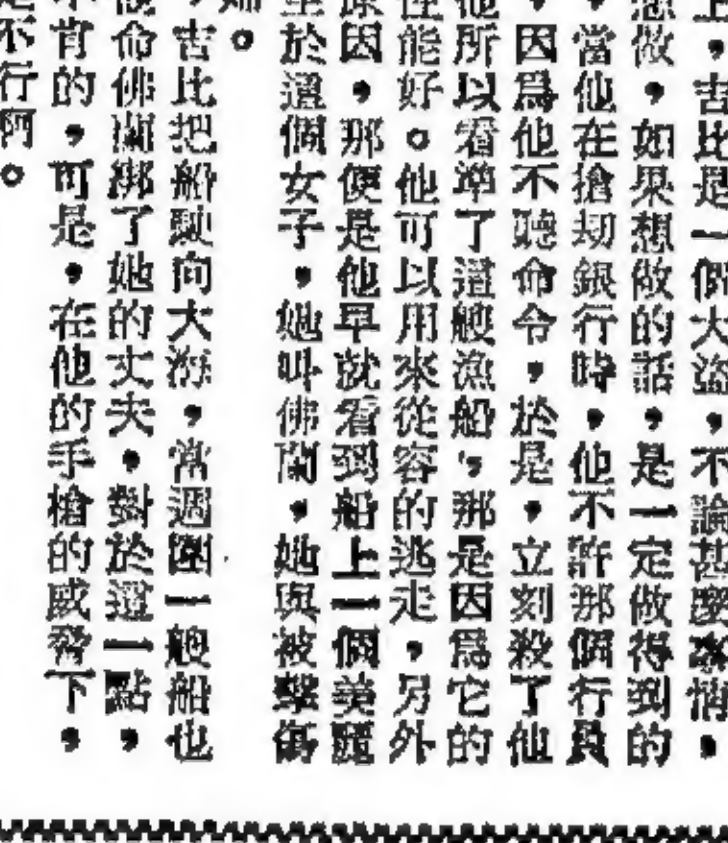 上，吉比是一個大盜，不論甚麼事情，
想做，如果想做的話，是一定做得到的
，當他在搶劫銀行時，他不許那個行員
，因爲他不聽命令，於是，立刻殺了他
他所以看準了這艘漁船，那是因爲它的
性能好。他可以用來從容的逃走，另外
原因，那便是他早就看到船上一個美麗
至於這個女子，她叫佛蘭，她與被擊傷
。
，吉比把船駛向大海，當週圍一艘船也
命佛蘭綁了她的丈夫，對於這一點，
不肯的，可是，在他的手槍的威脅下，
是不行啊。